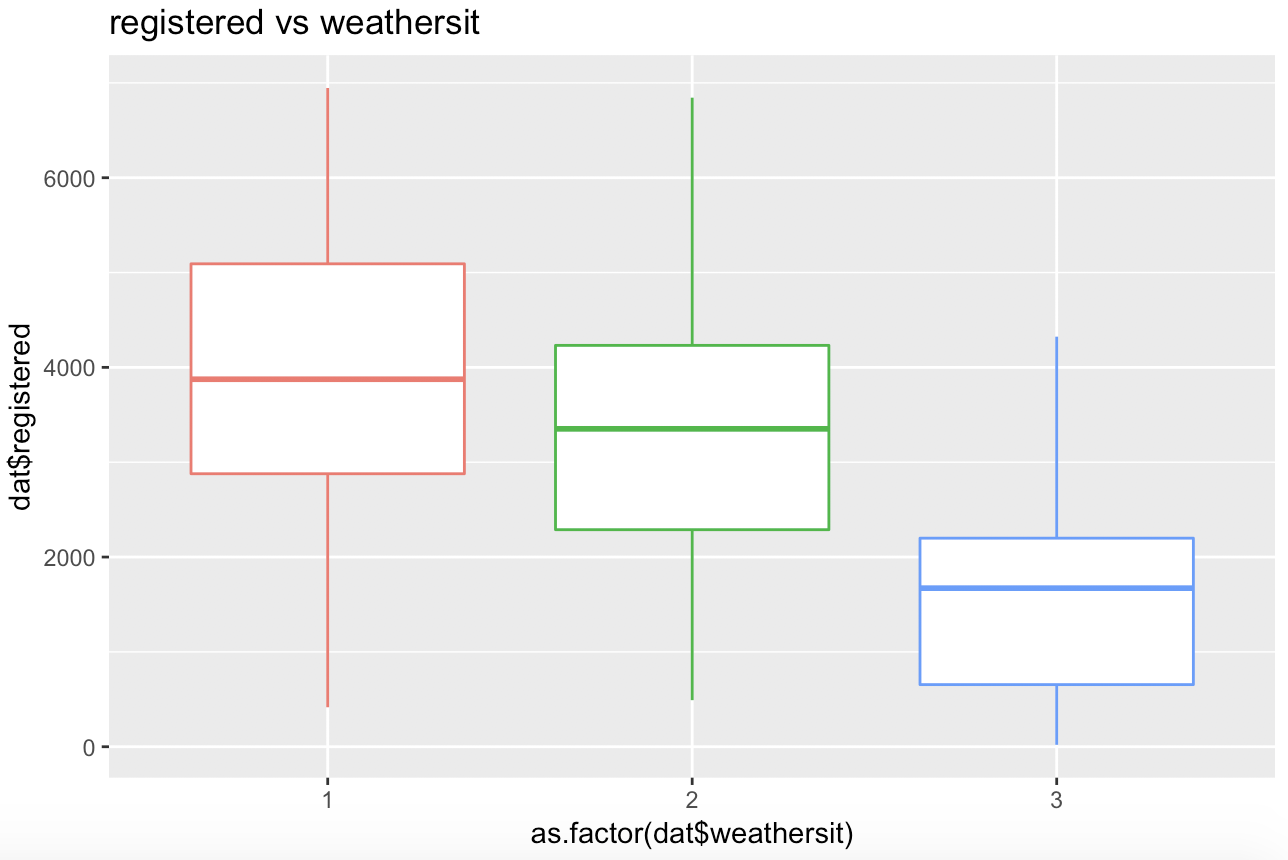 registered vs weathersit
dat$registered
6000
4000
2000
0
1 2 3
as.factor(dat$weathersit)